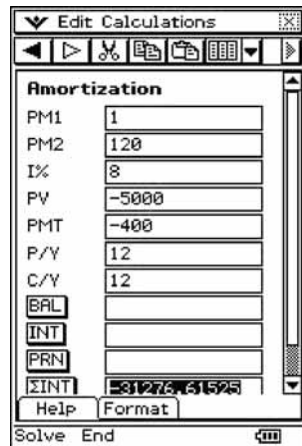 Edit Calculations
Amortization
PM1 1
PM2 120
I% 8
PV -5000
PMT -400
P/Y 12
C/Y 12
BAL
INT
PRN
ΣINT -31276.61525
Help Format
Solve End